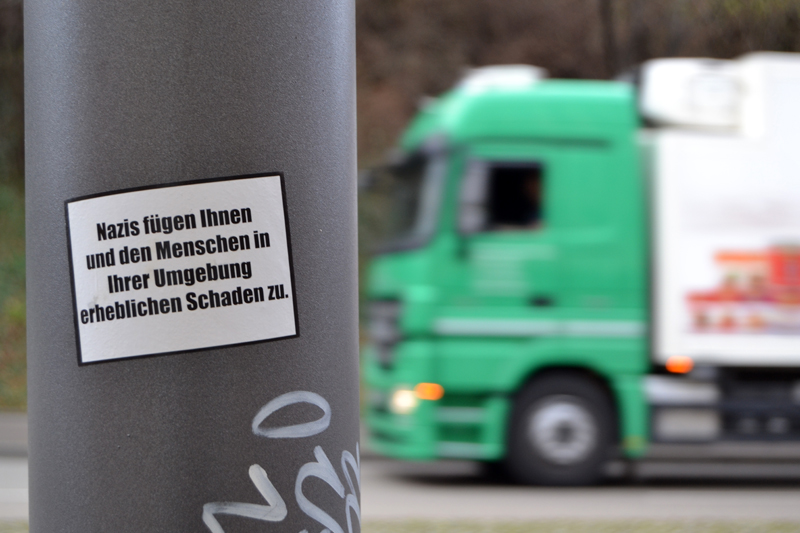 Nazis fügen Ihnen
und den Menschen in
Ihrer Umgebung
erheblichen Schaden zu.